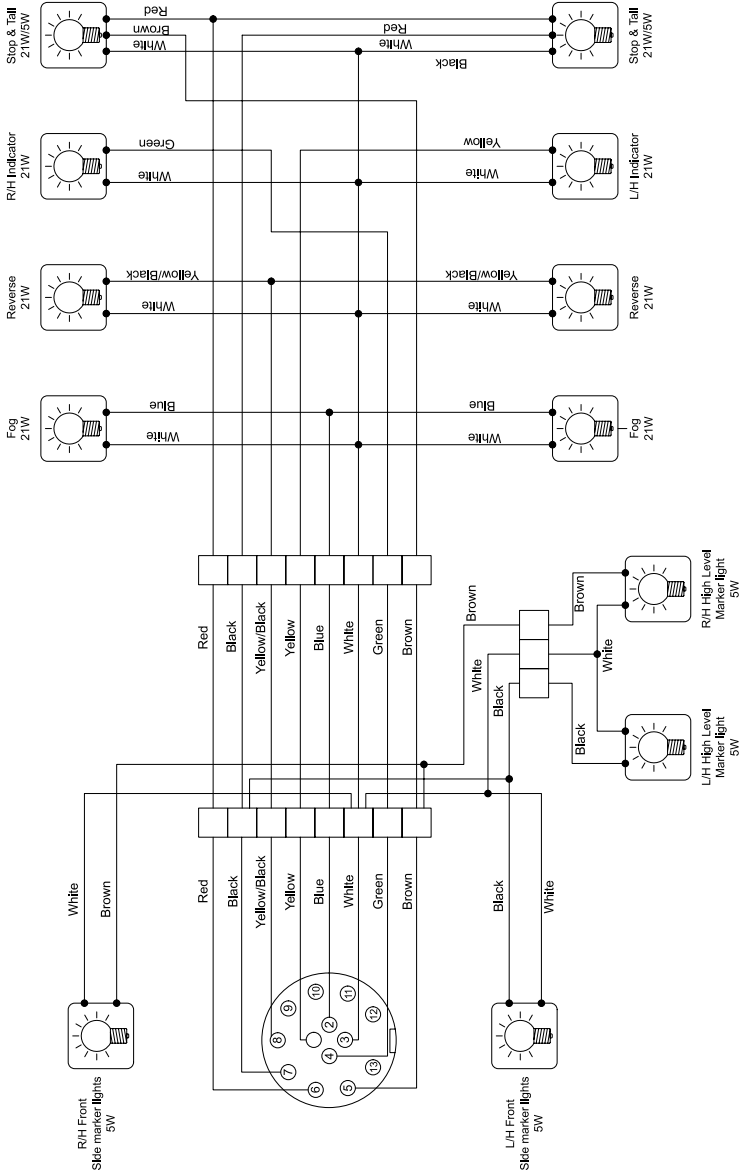 Stop & Tail
21W/5W
Red
Brown
White
Red
White
Black
Stop & Tail
21W/5W
R/H Indicator
21W
Green
White
Yellow
White
L/H Indicator
21W
Reverse
21W
Yellow/Black
White
Yellow/Black
White
Reverse
21W
Fog
21W
Blue
White
Blue
White
Fog
21W
Red
Black
Yellow/Black
Yellow
Blue
White
Green
Brown
Brown
White
Black
Brown
White
Black
R/H High Level
Marker light
5W
L/H High Level
Marker light
5W
White
Brown
Red
Black
Yellow/Black
Yellow
Blue
White
Green
Brown
Black
White
R/H Front
Side marker lights
5W
2
3
4
5
6
7
8
9
10
11
12
13
L/H Front
Side marker lights
5W